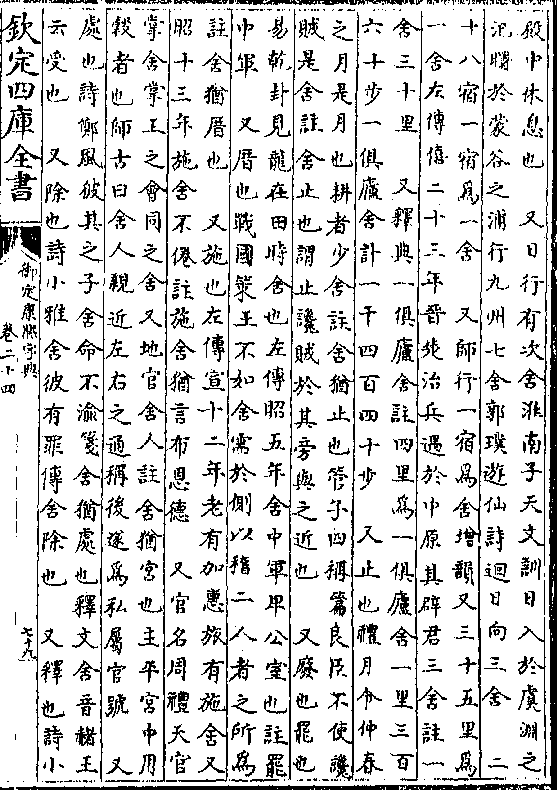 殿中休息也　又日行有次舍淮南子天文訓日入於虞淵之
汜曙於蒙谷之浦行九州七舍郭璞遊仙詩迴日向三舍　二
十八宿一宿爲一舍　又師行一宿爲舍增韻又三十五里爲
一舍左傳僖二十三年晉楚治兵遇於中原其辟君三舍註一
舍三十里　又釋典一俱廬舍註四里爲一俱廬舍一里三百
六十步一俱廬舍計一千四百四十步　又止也禮月令仲春
之月是月也耕者少舍註舍猶止也管子四稱篇良臣不使讒
賊是舍註舍止也謂止讒賊於其旁與之近也　又廢也罷也
易乾卦見龍在田時舍也左傳昭五年舍中軍卑公室也註罷
中軍　又厝也戰國策王不如舍需於側以稽二人者之所爲
註舍猶厝也　又施也左傳宣十二年老有加惠旅有施舍又
昭十三年施舍不倦註施舍猶言布恩德　又官名周禮天官
掌舍掌王之會同之舍又地官舍人註舍猶宮也主平宮中用
穀者也師古曰舍人親近左右之通稱後遂爲私屬官號　又
處也詩鄭風彼其之子舍命不渝箋舍猶處也釋文舍音赭王
云受也　又除也詩小雅舍彼有罪傳舍除也　又釋也詩小
欽定四庫全書
御定康熙字典
卷二十四
七十九